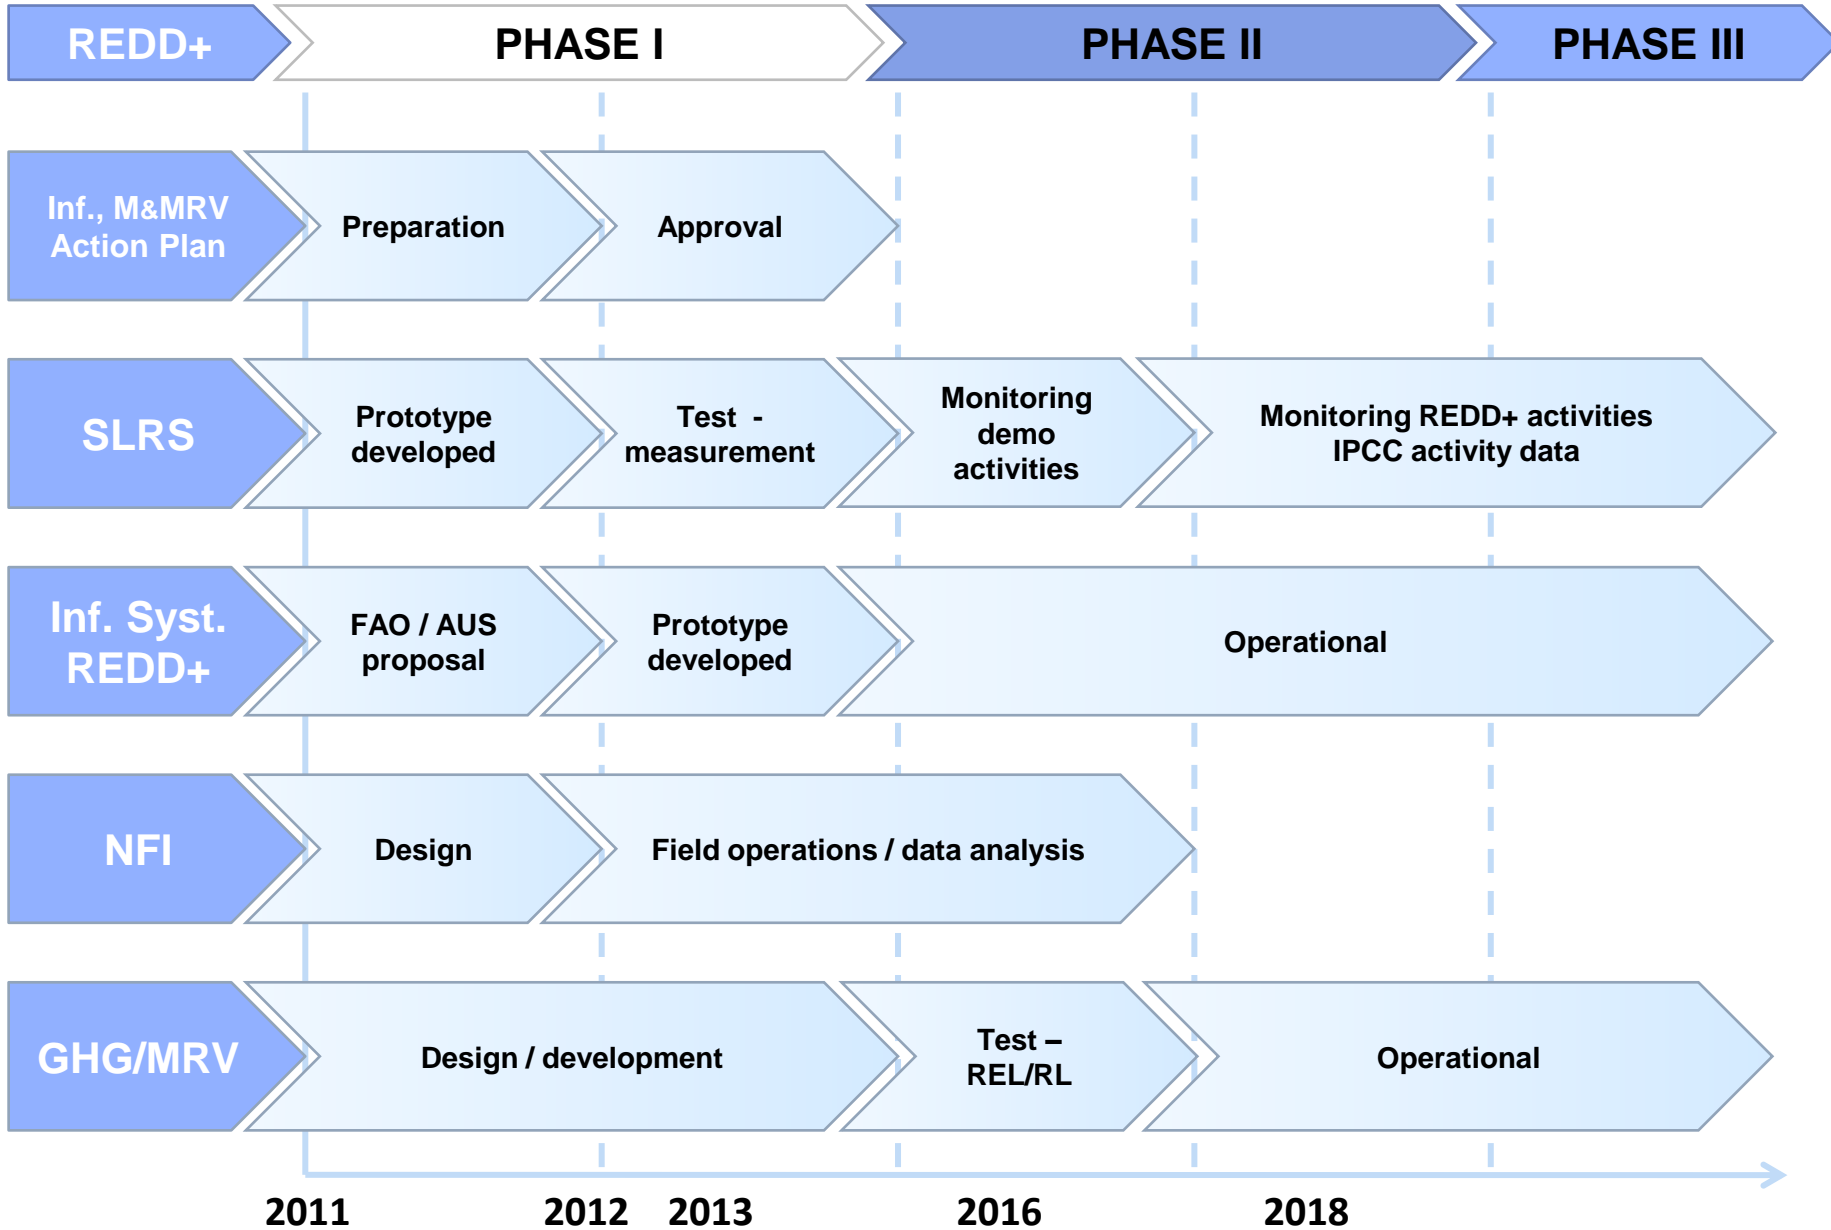 REDD+
PHASE I
PHASE II
PHASE III
Inf., M&MRV
Action Plan
Preparation
Approval
SLRS
Prototype
developed
Test -
measurement
Monitoring
demo
activities
Monitoring REDD+ activities
IPCC activity data
Inf. Syst.
REDD+
FAO / AUS
proposal
Prototype
developed
Operational
NFI
Design
Field operations / data analysis
GHG/MRV
Design / development
Test –
REL/RL
Operational
2011
2012
2013
2016
2018